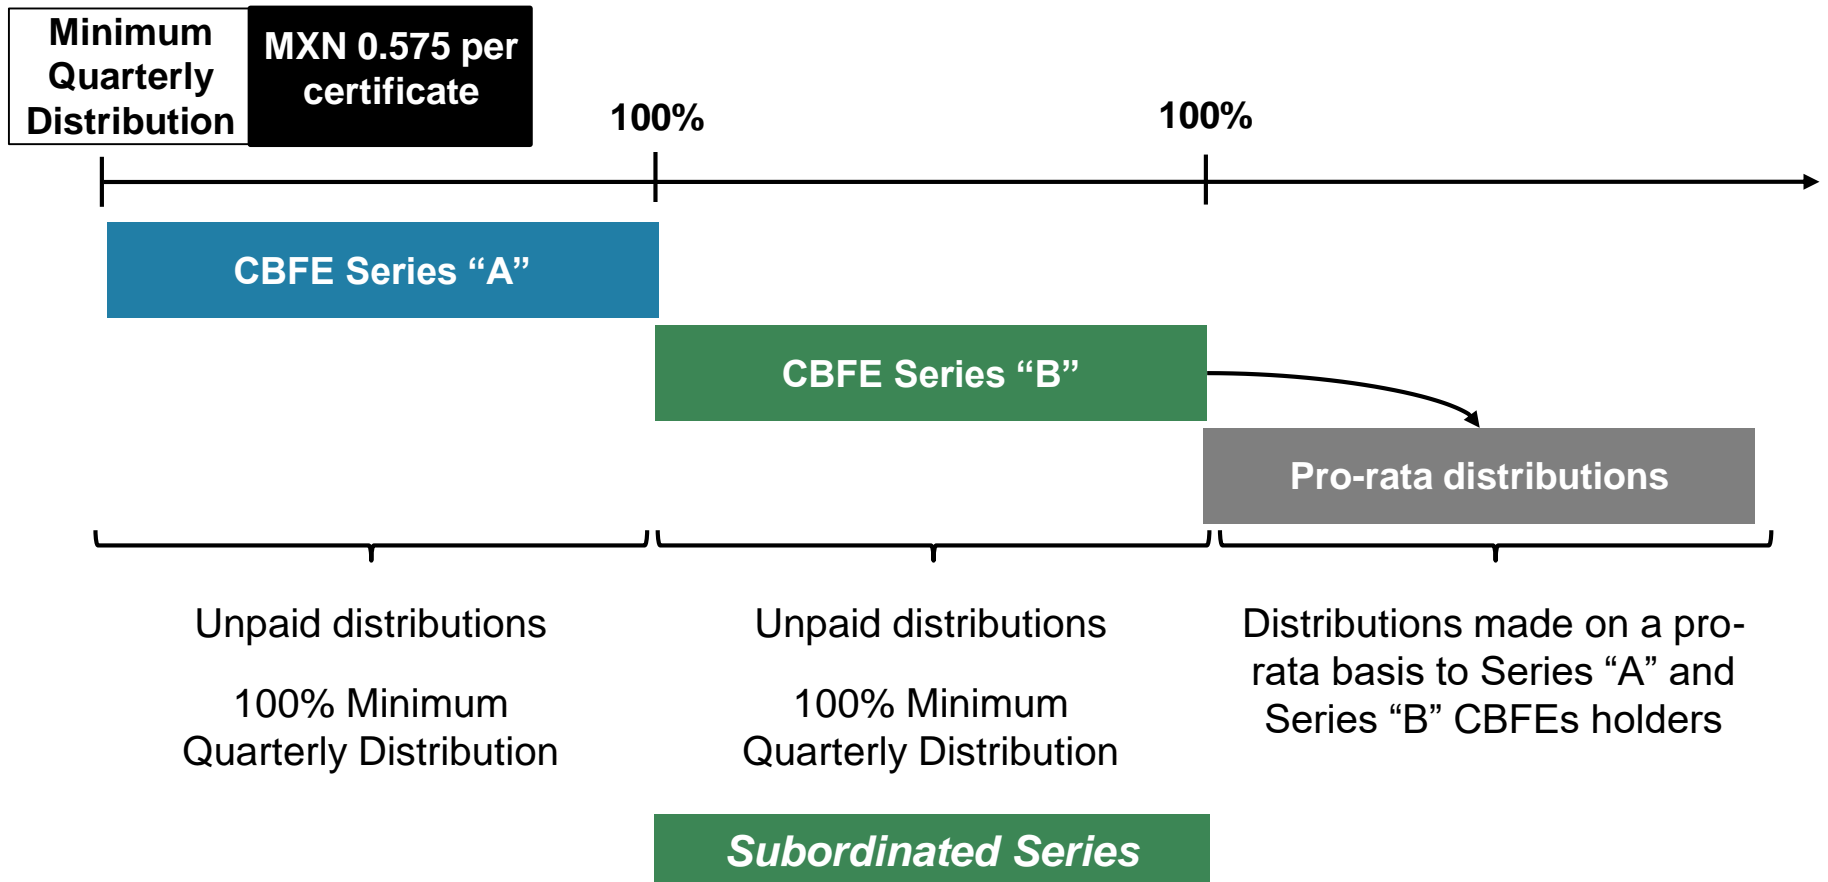 Minimum
Quarterly
Distribution
MXN 0.575 per
certificate
100%
100%
CBFE Series “A”
CBFE Series “B”
Pro-rata distributions
Unpaid distributions
100% Minimum
Quarterly Distribution
Unpaid distributions
100% Minimum
Quarterly Distribution
Distributions made on a pro-
rata basis to Series “A” and
Series “B” CBFEs holders
Subordinated Series